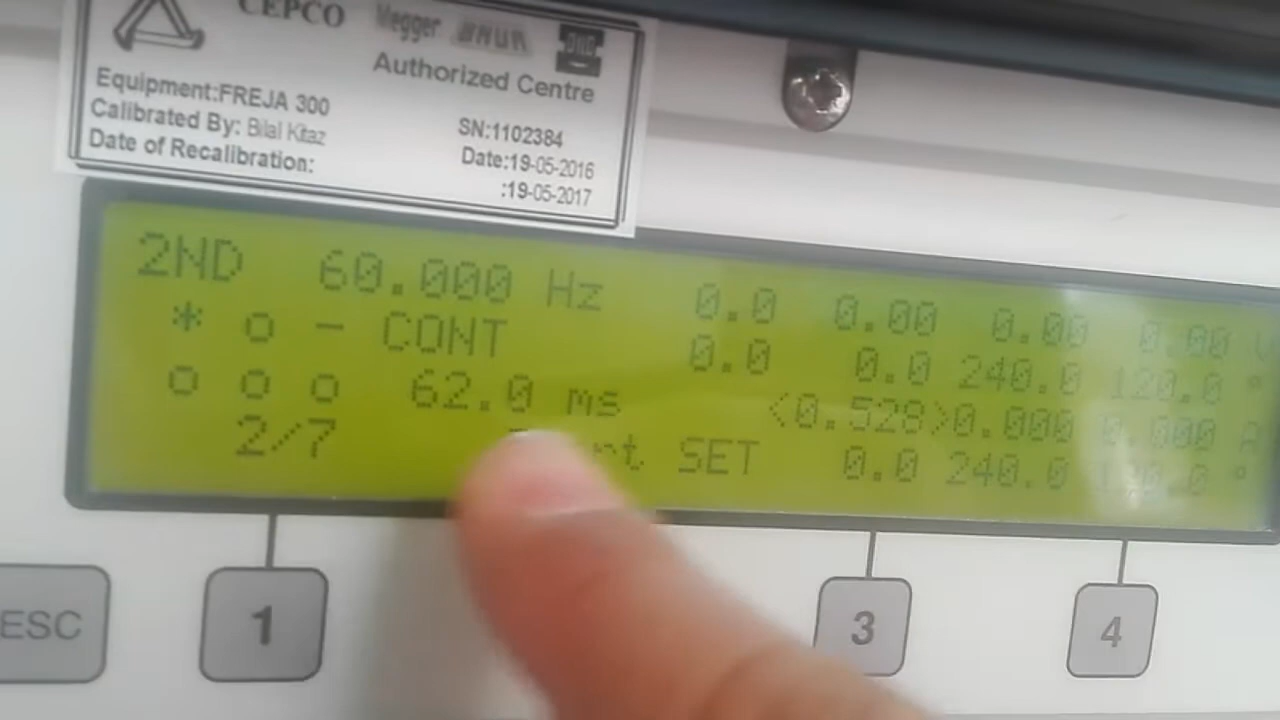 CEPCO Megger BAUR
Authorized Centre
Equipment:FREJA 300
Calibrated By: Bilal Kitaz
SN:1102384
Date of Recalibration:
Date:19-05-2016
:19-05-2017
2ND 60.000 Hz 0.0 0.00 0.00 0.00 V
* o - CONT 0.0 0.0 240.0 120.0 °
o o o 62.0 ms <0.528>0.000 0.000 A
2/7 SET 0.0 240.0 120.0 °
ESC 1 3 4